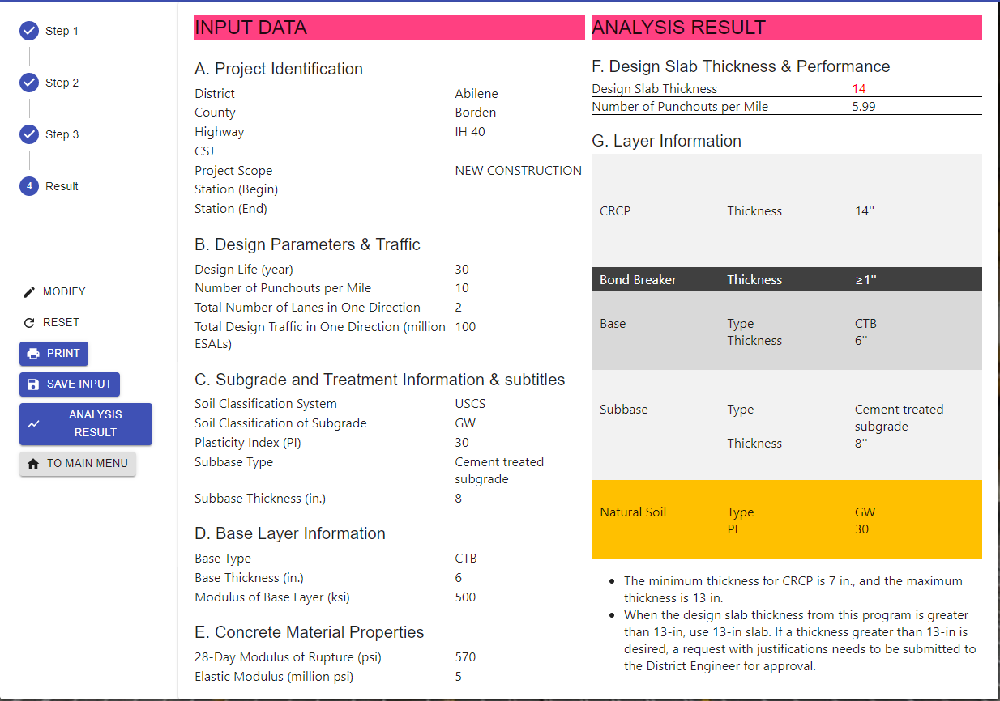 Step 1
Step 2
Step 3
4 Result
MODIFY
RESET
PRINT
SAVE INPUT
ANALYSIS
RESULT
TO MAIN MENU
INPUT DATA
A. Project Identification
District Abilene
County Borden
Highway IH 40
CSJ
Project Scope NEW CONSTRUCTION
Station (Begin)
Station (End)
B. Design Parameters & Traffic
Design Life (year) 30
Number of Punchouts per Mile 10
Total Number of Lanes in One Direction 2
Total Design Traffic in One Direction (million 100
ESALs)
C. Subgrade and Treatment Information & subtitles
Soil Classification System USCS
Soil Classification of Subgrade GW
Plasticity Index (PI) 30
Subbase Type Cement treated
subgrade
Subbase Thickness (in.) 8
D. Base Layer Information
Base Type CTB
Base Thickness (in.) 6
Modulus of Base Layer (ksi) 500
E. Concrete Material Properties
28-Day Modulus of Rupture (psi) 570
Elastic Modulus (million psi) 5
ANALYSIS RESULT
F. Design Slab Thickness & Performance
Design Slab Thickness 14
Number of Punchouts per Mile 5.99
G. Layer Information
CRCP Thickness 14''
Bond Breaker Thickness ≥1''
Base Type CTB
Thickness 6''
Subbase Type Cement treated
subgrade
Thickness 8''
Natural Soil Type GW
PI 30
• The minimum thickness for CRCP is 7 in., and the maximum
thickness is 13 in.
• When the design slab thickness from this program is greater
than 13-in, use 13-in slab. If a thickness greater than 13-in is
desired, a request with justifications needs to be submitted to
the District Engineer for approval.